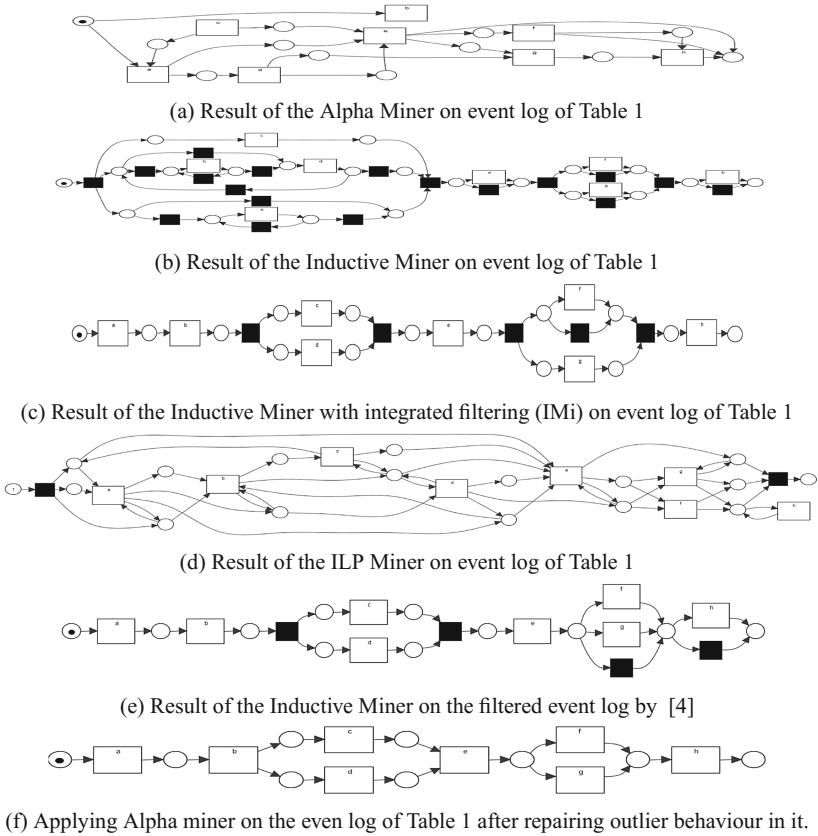 b
c
e
f
a
d
g
h
(a) Result of the Alpha Miner on event log of Table 1
c
b
d
e
f
g
h
a
(b) Result of the Inductive Miner on event log of Table 1
a
b
c
d
e
f
g
h
(c) Result of the Inductive Miner with integrated filtering (IMi) on event log of Table 1
a
b
c
d
e
g
f
h
(d) Result of the ILP Miner on event log of Table 1
a
b
c
d
e
f
g
h
(e) Result of the Inductive Miner on the filtered event log by [4]
a
b
c
d
e
f
g
h
(f) Applying Alpha miner on the even log of Table 1 after repairing outlier behaviour in it.